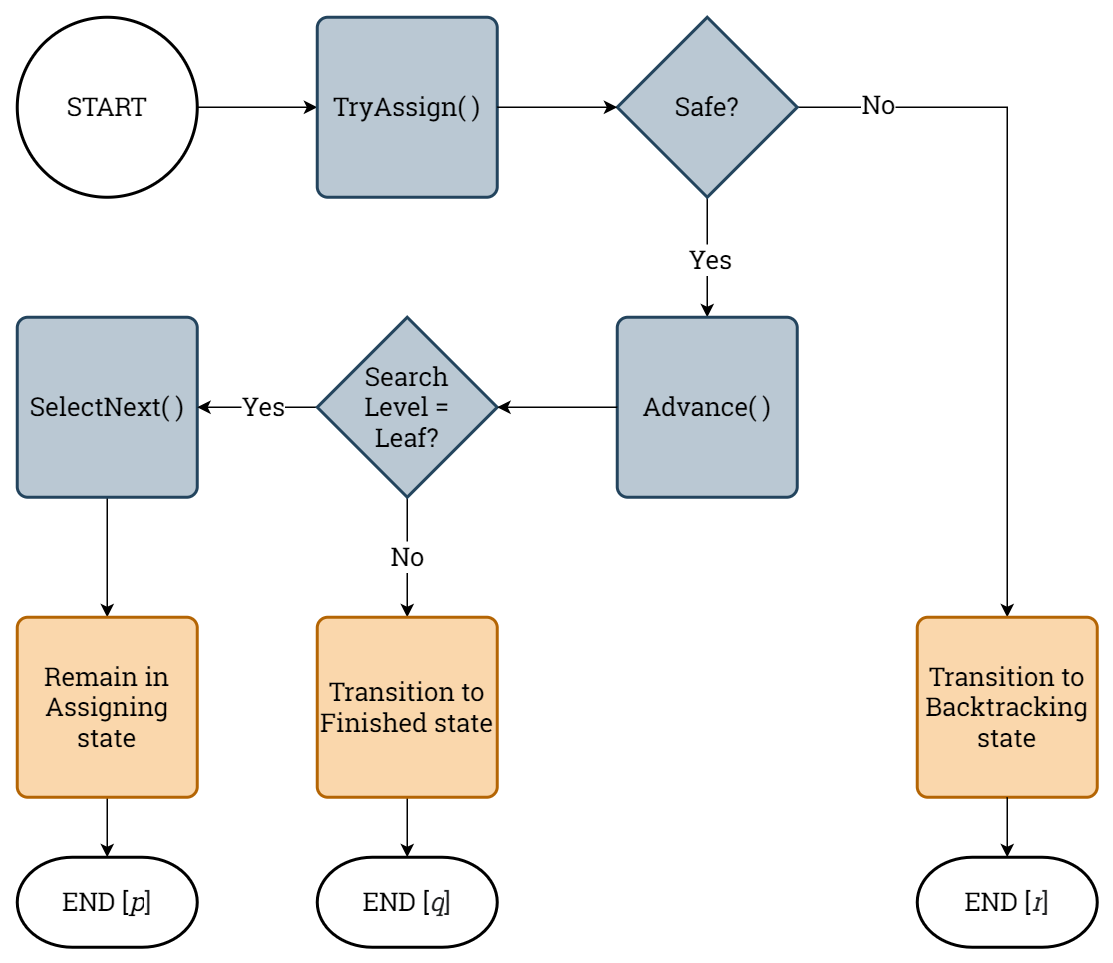 START
TryAssign( )
Safe?
No
Yes
SelectNext( )
Yes
Search
Level =
Leaf?
Advance( )
No
Remain in
Assigning
state
Transition to
Finished state
Transition to
Backtracking
state
END [p]
END [q]
END [r]